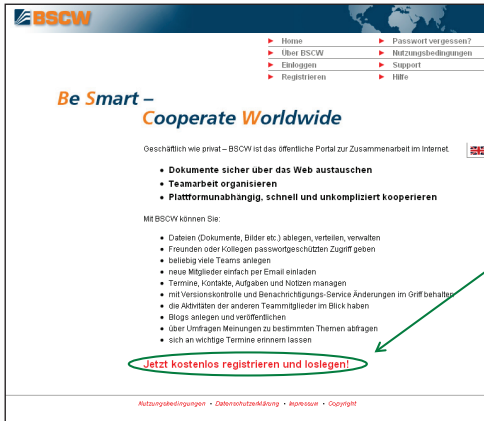 BSCW
Home
Passwort vergessen?
Über BSCW
Nutzungsbedingungen
Einloggen
Support
Registrieren
Hilfe
Be Smart –
Cooperate Worldwide
Geschäftlich wie privat – BSCW ist das öffentliche Portal zur Zusammenarbeit im Internet.
• Dokumente sicher über das Web austauschen
• Teamarbeit organisieren
• Plattformunabhängig, schnell und unkompliziert kooperieren
Mit BSCW können Sie:
• Dateien (Dokumente, Bilder etc.) ablegen, verteilen, verwalten
• Freunden oder Kollegen passwortgeschützten Zugriff geben
• beliebig viele Teams anlegen
• neue Mitglieder einfach per Email einladen
• Termine, Kontakte, Aufgaben und Notizen managen
• mit Versionskontrolle und Benachrichtigungs-Service Änderungen im Griff behalten
• die Aktivitäten der anderen Teammitglieder im Blick haben
• Blogs anlegen und veröffentlichen
• über Umfragen Meinungen zu bestimmten Themen abfragen
• sich an wichtige Termine erinnern lassen
Jetzt kostenlos registrieren und loslegen!
Nutzungsbedingungen • Datenschutzerklärung • Impressum • Copyright